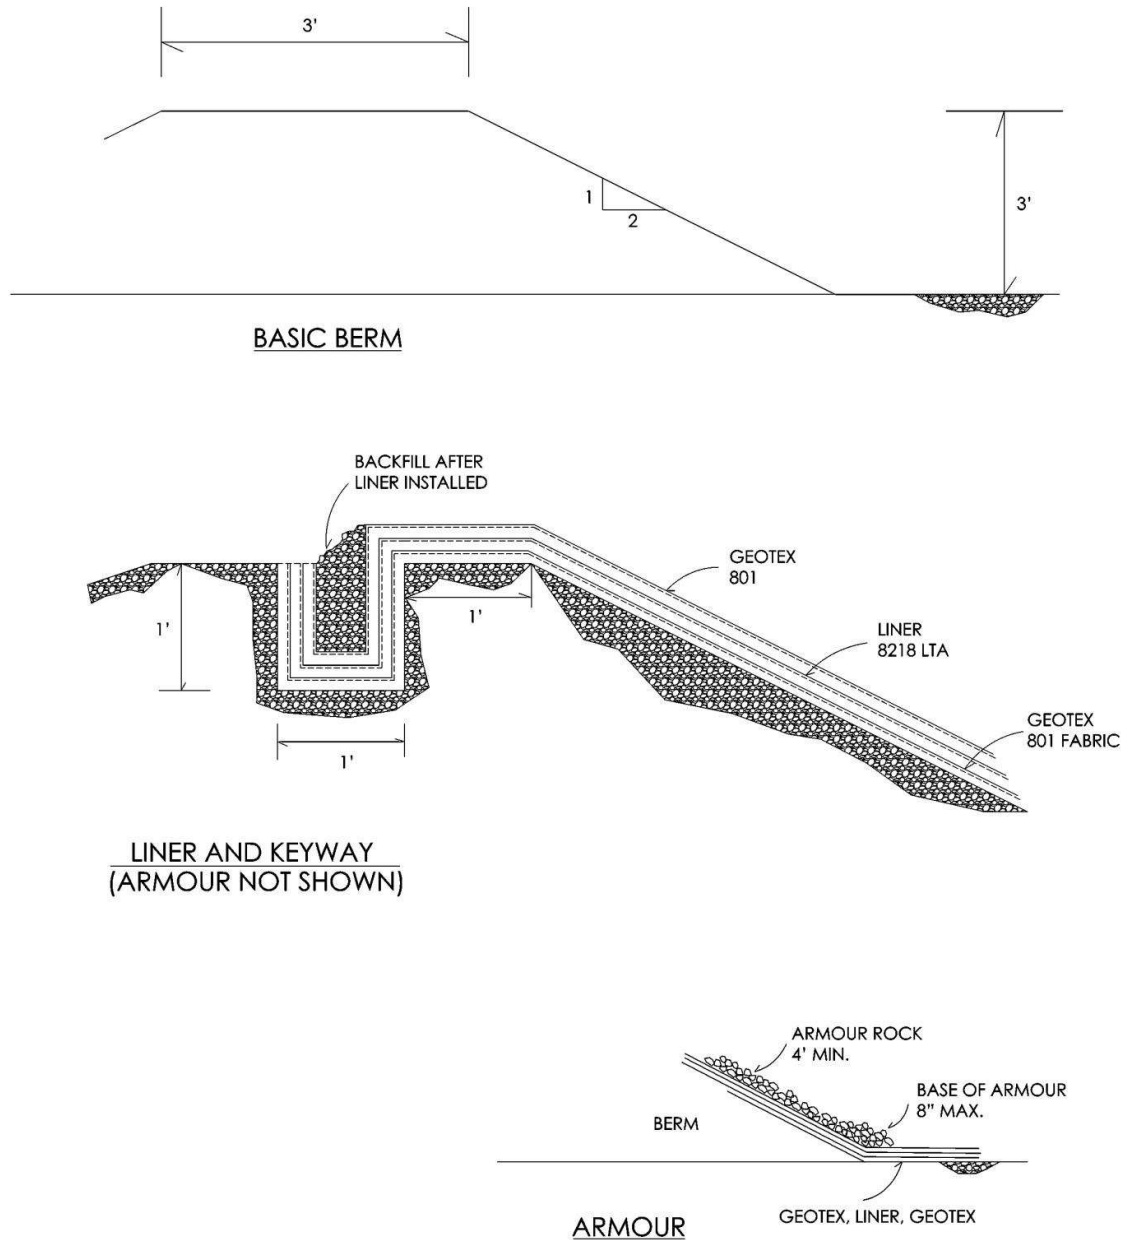 3'
1
2
3'
BASIC BERM
BACKFILL AFTER
LINER INSTALLED
GEOTEX
801
1'
1'
LINER
8218 LTA
GEOTEX
801 FABRIC
1'
LINER AND KEYWAY
(ARMOUR NOT SHOWN)
ARMOUR ROCK
4' MIN.
BASE OF ARMOUR
8" MAX.
BERM
GEOTEX, LINER, GEOTEX
ARMOUR